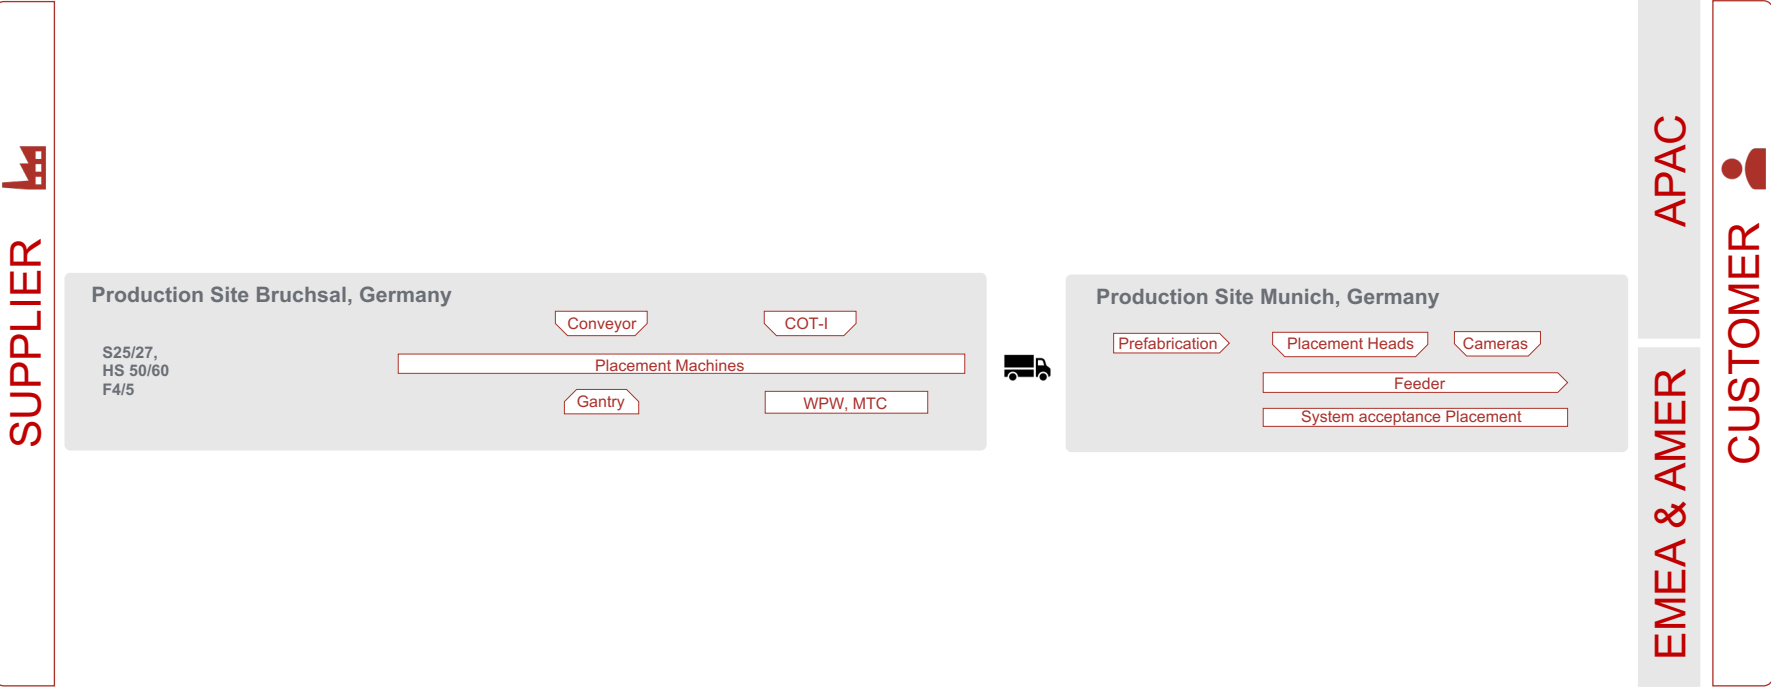 SUPPLIER
Production Site Bruchsal, Germany
S25/27,
HS 50/60
F4/5
Conveyor
COT-I
Placement Machines
Gantry
WPW, MTC
Production Site Munich, Germany
Prefabrication
Placement Heads
Cameras
Feeder
System acceptance Placement
APAC
EMEA & AMER
CUSTOMER